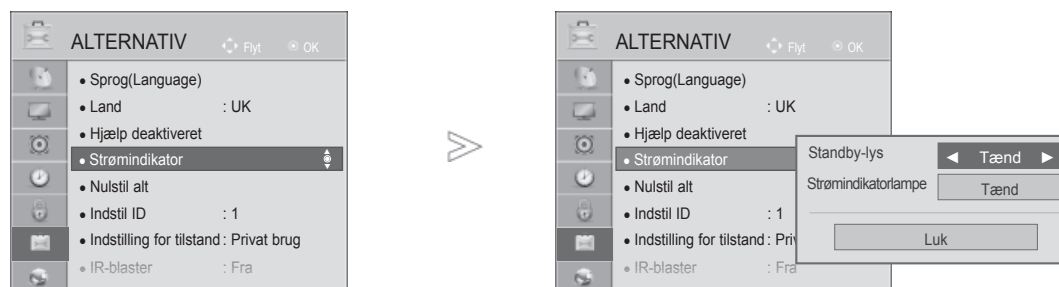 ALTERNATIV Flyt OK
• Sprog(Language)
• Land : UK
• Hjælp deaktiveret
• Strømindikator
• Nulstil alt
• Indstil ID : 1
• Indstilling for tilstand : Privat brug
• IR-blaster : Fra
ALTERNATIV Flyt OK
• Sprog(Language)
• Land : UK
• Hjælp deaktiveret
• Strømindikator
• Nulstil alt
• Indstil ID : 1
• Indstilling for tilstand : Pri
• IR-blaster : Fra
Standby-lys ◄ Tænd ►
Strømindikatorlampe Tænd
Luk